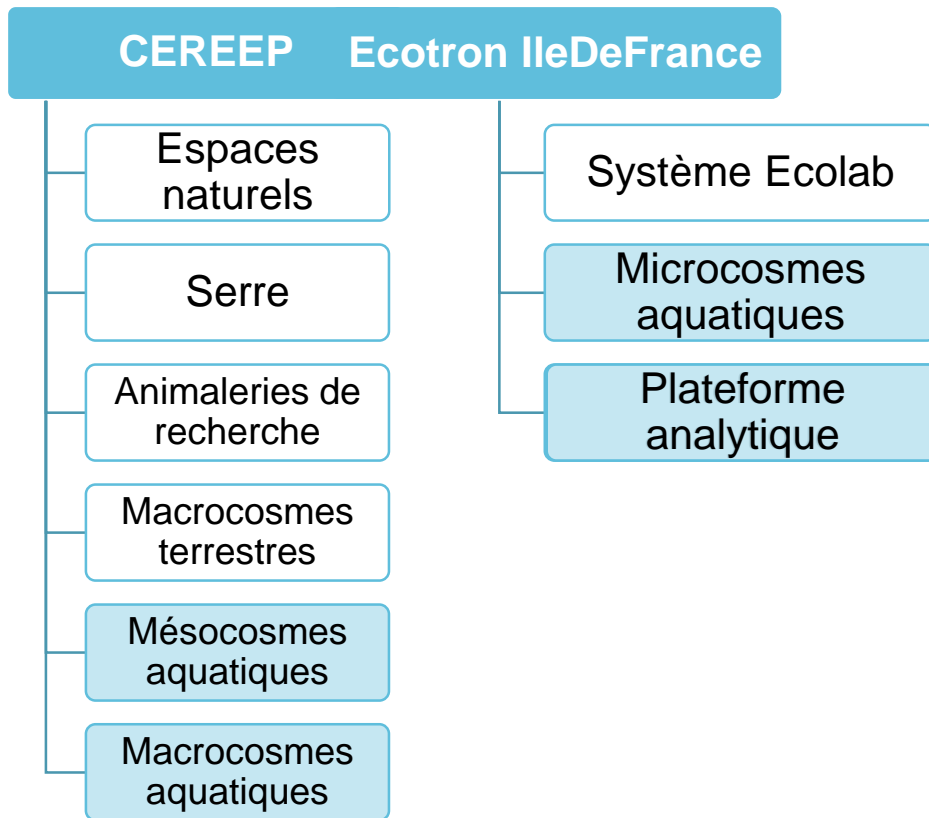 CEREEP Ecotron IleDeFrance
Espaces
naturels
Serre
Animaleries de
recherche
Macrocosmes
terrestres
Mésocosmes
aquatiques
Macrocosmes
aquatiques
Système Ecolab
Microcosmes
aquatiques
Plateforme
analytique